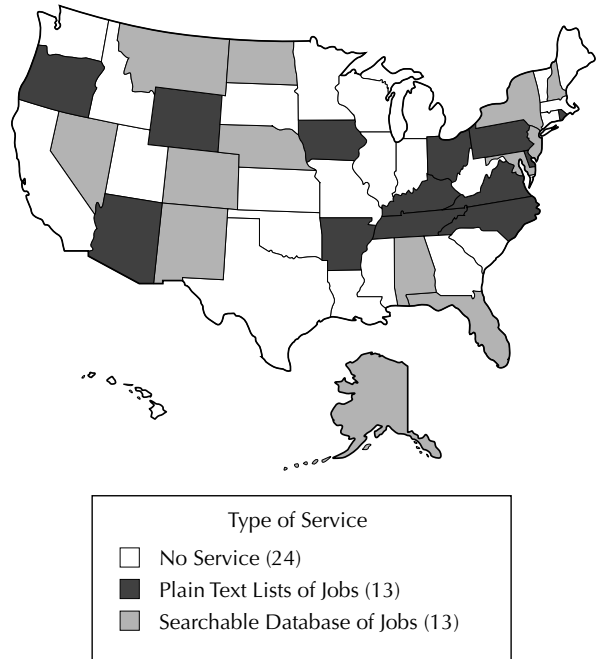 Type of Service
No Service (24)
Plain Text Lists of Jobs (13)
Searchable Database of Jobs (13)